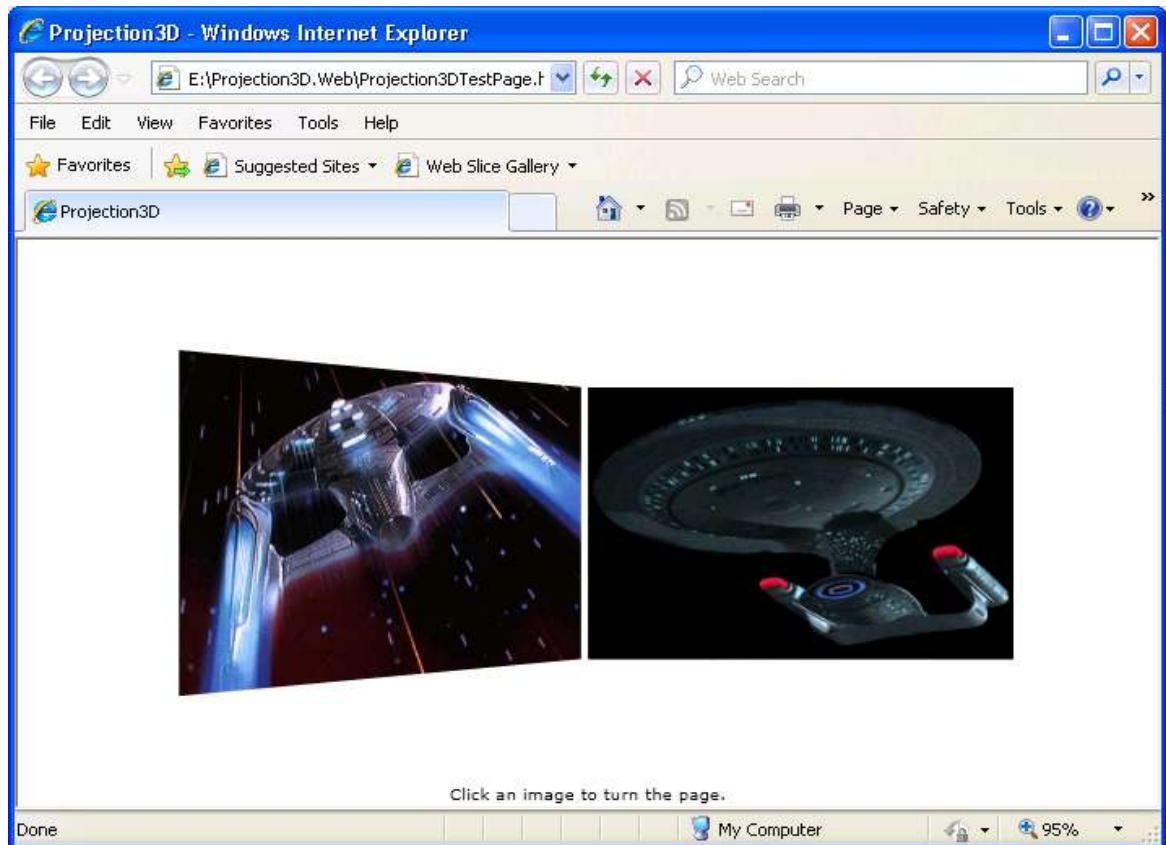 Projection3D - Windows Internet Explorer
E:\Projection3D.Web\Projection3DTestPage.h
Web Search
File Edit View Favorites Tools Help
Favorites Suggested Sites Web Slice Gallery
Projection3D Page Safety Tools »
Click an image to turn the page.
Done My Computer 95%